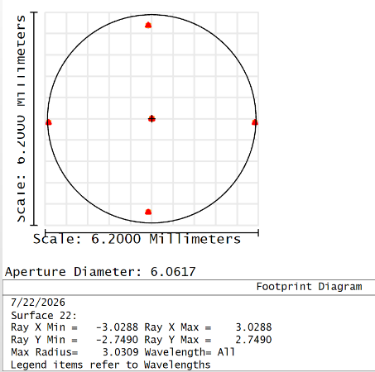 Scale: 6.2000 Millimeters
Scale: 6.2000 Millimeters
Aperture Diameter: 6.0617
Footprint Diagram
7/22/2026
Surface 22:
Ray X Min = -3.0288 Ray X Max = 3.0288
Ray Y Min = -2.7490 Ray Y Max = 2.7490
Max Radius= 3.0309 Wavelength= All
Legend items refer to Wavelengths